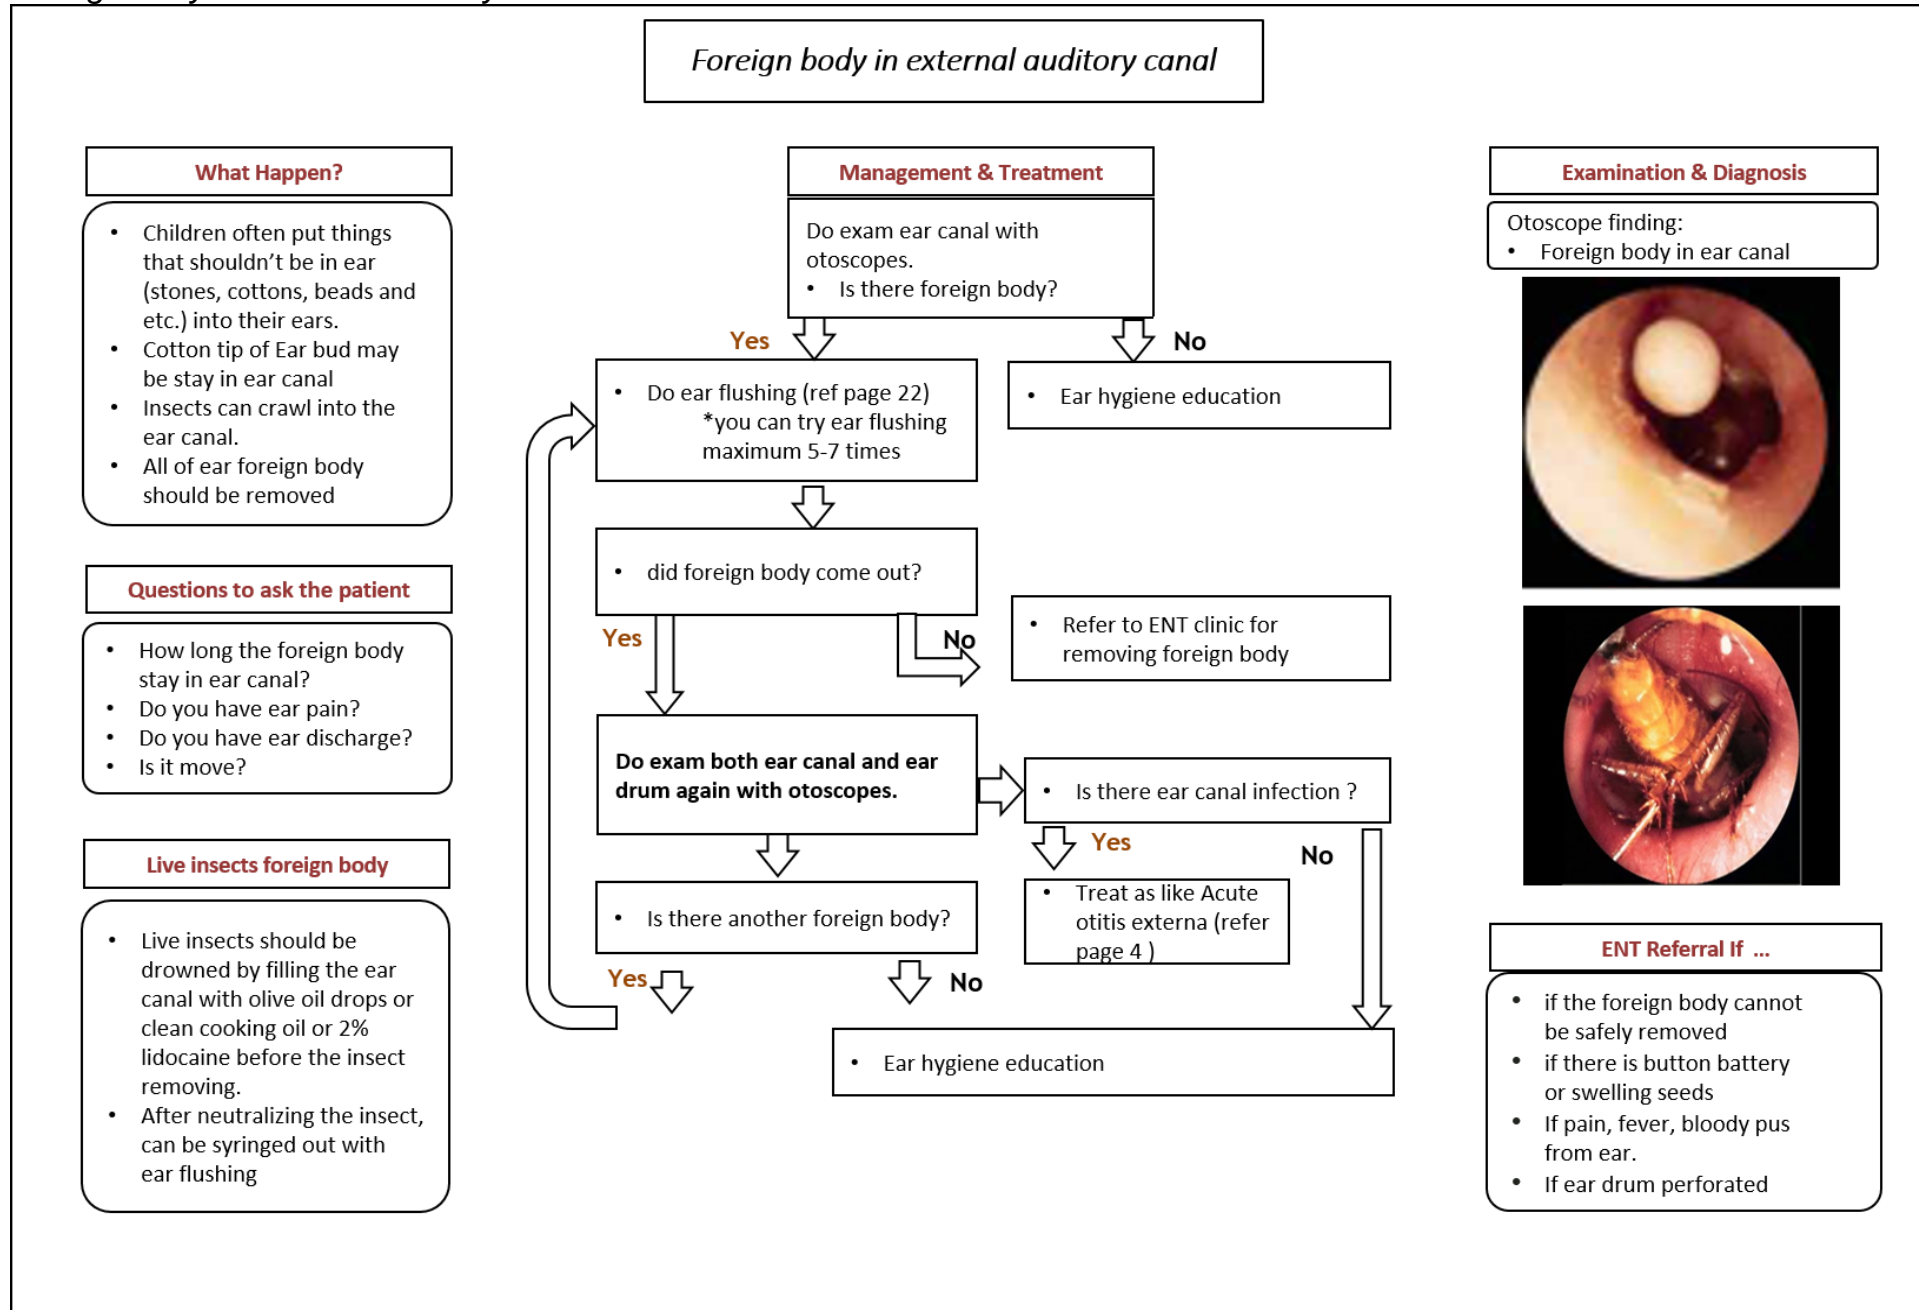 Foreign body in external auditory canal
What Happen?
• Children often put things
that shouldn’t be in ear
(stones, cottons, beads and
etc.) into their ears.
• Cotton tip of Ear bud may
be stay in ear canal
• Insects can crawl into the
ear canal.
• All of ear foreign body
should be removed
Questions to ask the patient
• How long the foreign body
stay in ear canal?
• Do you have ear pain?
• Do you have ear discharge?
• Is it move?
Live insects foreign body
• Live insects should be
drowned by filling the ear
canal with olive oil drops or
clean cooking oil or 2%
lidocaine before the insect
removing.
• After neutralizing the insect,
can be syringed out with
ear flushing
Management & Treatment
Do exam ear canal with
otoscopes.
• Is there foreign body?
Yes
No
• Do ear flushing (ref page 22)
*you can try ear flushing
maximum 5-7 times
• Ear hygiene education
• did foreign body come out?
Yes
No
• Refer to ENT clinic for
removing foreign body
Do exam both ear canal and ear
drum again with otoscopes.
• Is there ear canal infection ?
Yes
No
• Treat as like Acute
otitis externa (refer
page 4 )
• Is there another foreign body?
Yes
No
• Ear hygiene education
Examination & Diagnosis
Otoscope finding:
• Foreign body in ear canal
ENT Referral If ...
• if the foreign body cannot
be safely removed
• if there is button battery
or swelling seeds
• If pain, fever, bloody pus
from ear.
• If ear drum perforated